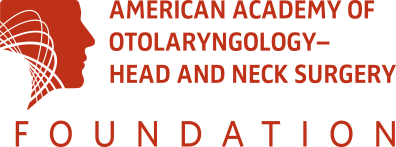 AMERICAN ACADEMY OF
OTOLARYNGOLOGY–
HEAD AND NECK SURGERY
FOUNDATION